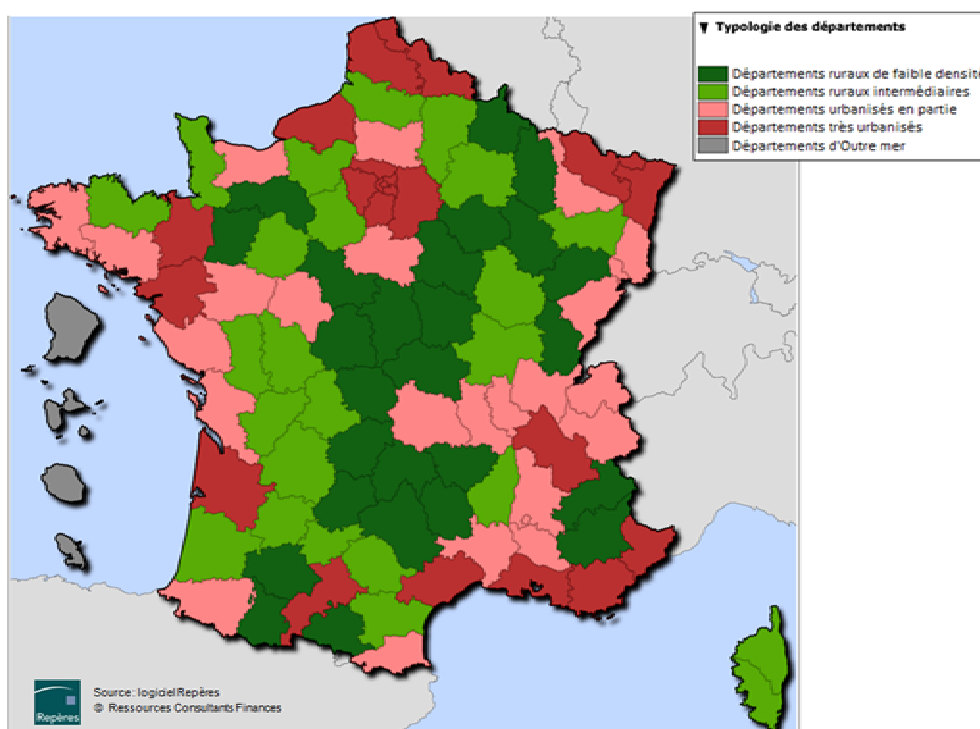 ▼ Typologie des départements
Départements ruraux de faible densité
Départements ruraux intermédiaires
Départements urbanisés en partie
Départements très urbanisés
Départements d'Outre mer
Source: logiciel Repères
© Ressources Consultants Finances
Repères